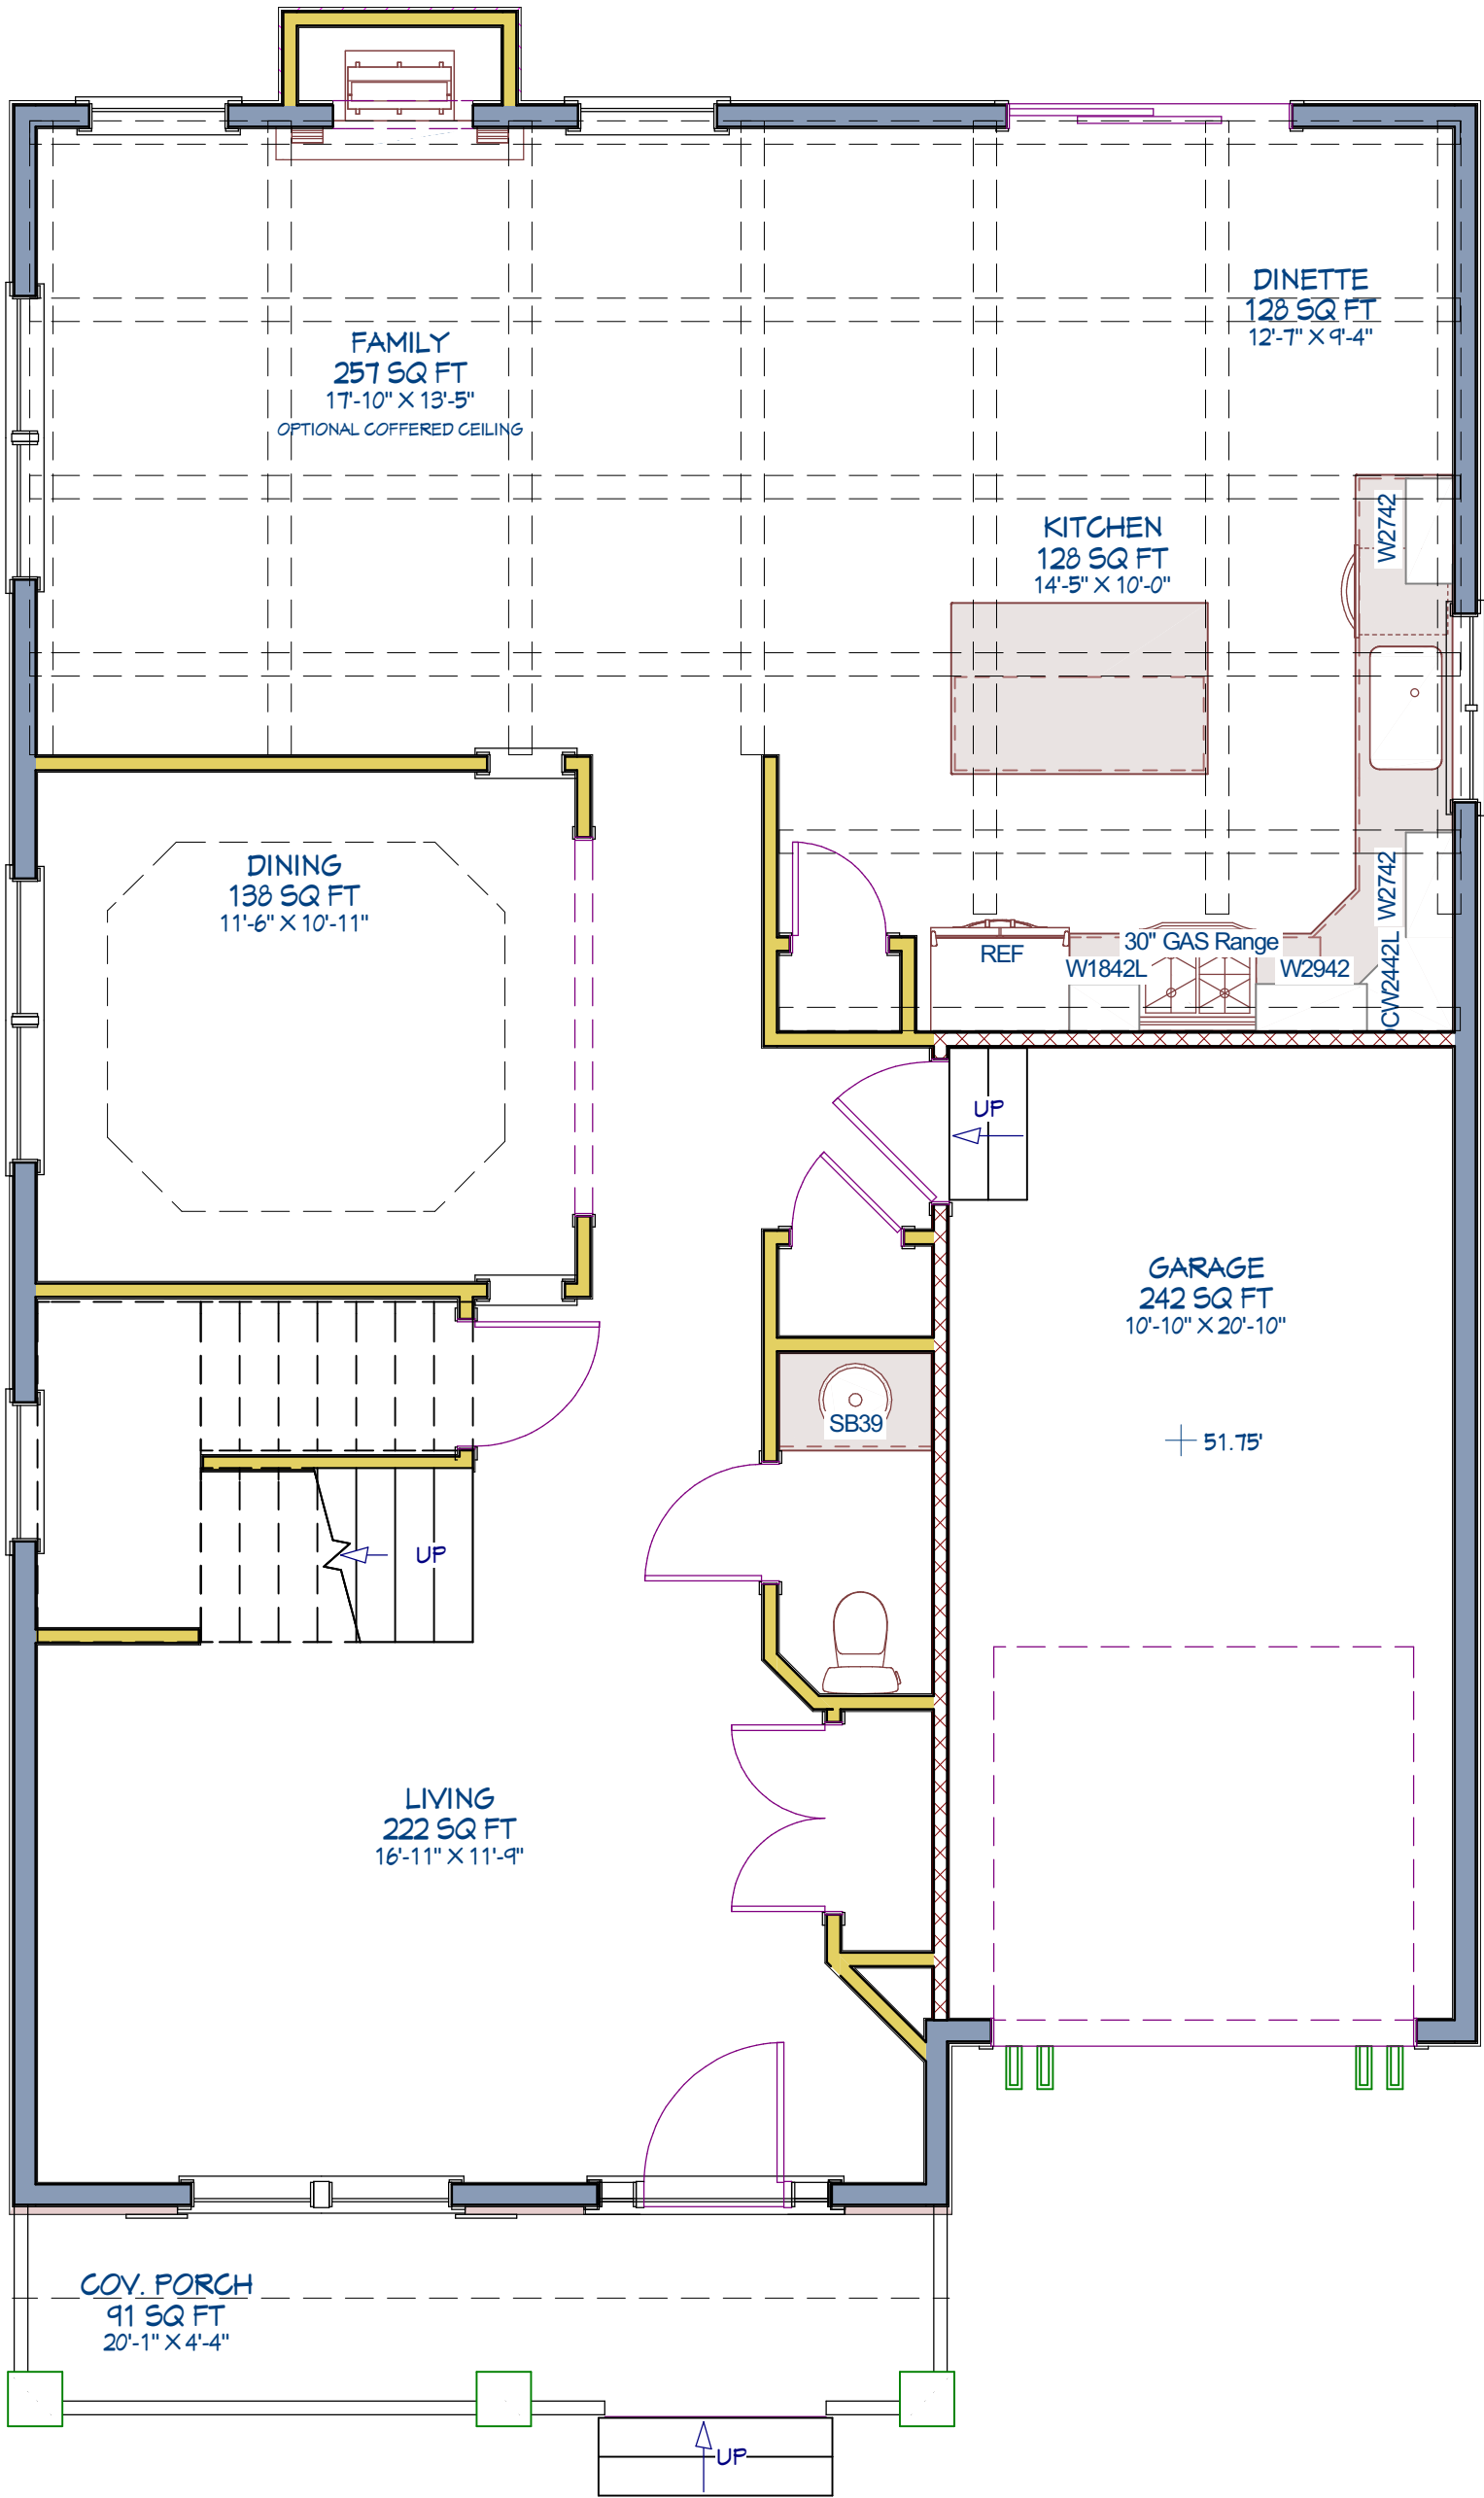 DINETTE
128 SQ FT
12'-7" X 9'-4"
FAMILY
257 SQ FT
17'-10" X 13'-5"
OPTIONAL COFFERED CEILING
KITCHEN
128 SQ FT
14'-5" X 10'-0"
W2742
DINING
138 SQ FT
11'-6" X 10'-11"
W2742
REF
30" GAS Range
W1842L
W2942
CW2442L
UP
GARAGE
242 SQ FT
10'-10" X 20'-10"
SB39
51.75'
UP
LIVING
222 SQ FT
16'-11" X 11'-9"
COV. PORCH
91 SQ FT
20'-1" X 4'-4"
UP